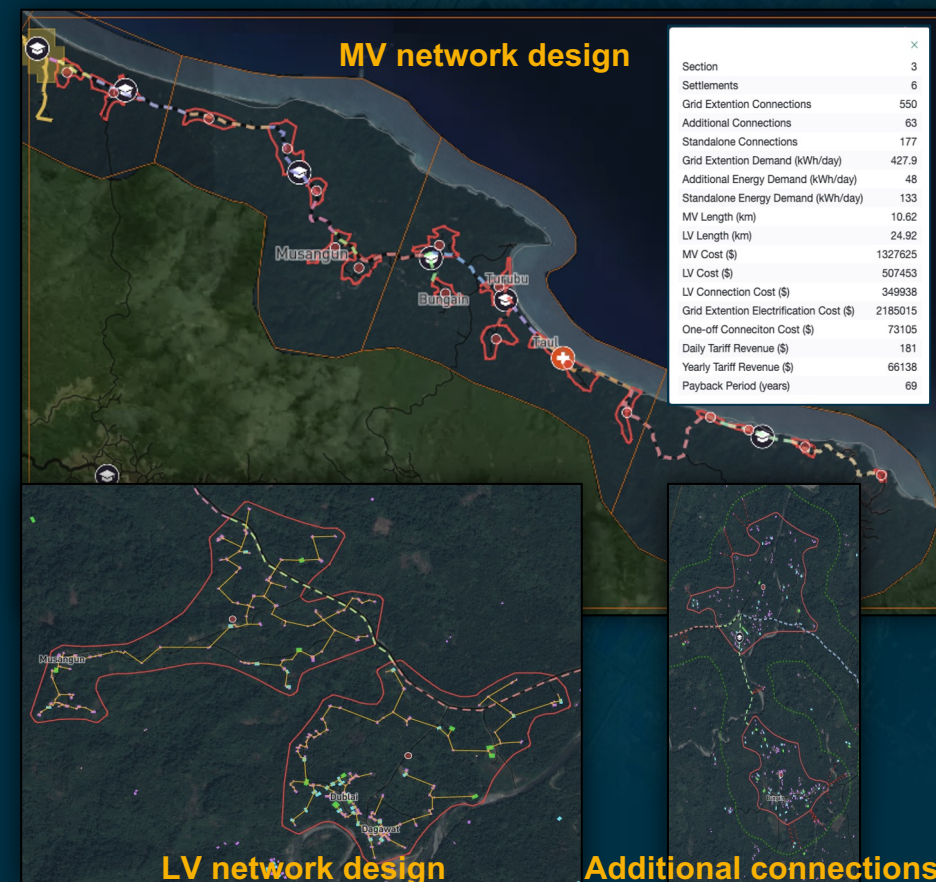 MV network design
×
Section 3
Settlements 6
Grid Extention Connections 550
Additional Connections 63
Standalone Connections 177
Grid Extention Demand (kWh/day) 427.9
Additional Energy Demand (kWh/day) 48
Standalone Energy Demand (kWh/day) 133
MV Length (km) 10.62
LV Length (km) 24.92
MV Cost ($) 1327625
LV Cost ($) 507453
LV Connection Cost ($) 349938
Grid Extention Electrification Cost ($) 2185015
One-off Conneciton Cost ($) 73105
Daily Tariff Revenue ($) 181
Yearly Tariff Revenue ($) 66138
Payback Period (years) 69
Musangun
Turubu
Bungain
Taul
Musangun
Dublai
Dagawat
LV network design
Additional connections